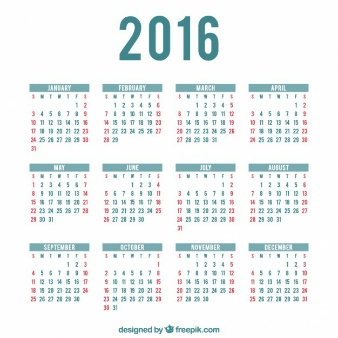 2016
JANUARY
S M T W T F S
1 2
3 4 5 6 7 8 9
10 11 12 13 14 15 16
17 18 19 20 21 22 23
24 25 26 27 28 29 30
31
FEBRUARY
S M T W T F S
1 2 3 4 5 6
7 8 9 10 11 12 13
14 15 16 17 18 19 20
21 22 23 24 25 26 27
28 29
MARCH
S M T W T F S
1 2 3 4 5
6 7 8 9 10 11 12
13 14 15 16 17 18 19
20 21 22 23 24 25 26
27 28 29 30 31
APRIL
S M T W T F S
1 2
3 4 5 6 7 8 9
10 11 12 13 14 15 16
17 18 19 20 21 22 23
24 25 26 27 28 29 30
MAY
S M T W T F S
1 2 3 4 5 6 7
8 9 10 11 12 13 14
15 16 17 18 19 20 21
22 23 24 25 26 27 28
29 30 31
JUNE
S M T W T F S
1 2 3 4
5 6 7 8 9 10 11
12 13 14 15 16 17 18
19 20 21 22 23 24 25
26 27 28 29 30
JULY
S M T W T F S
1 2
3 4 5 6 7 8 9
10 11 12 13 14 15 16
17 18 19 20 21 22 23
24 25 26 27 28 29 30
31
AUGUST
S M T W T F S
1 2 3 4 5 6
7 8 9 10 11 12 13
14 15 16 17 18 19 20
21 22 23 24 25 26 27
28 29 30 31
SEPTEMBER
S M T W T F S
1 2 3
4 5 6 7 8 9 10
11 12 13 14 15 16 17
18 19 20 21 22 23 24
25 26 27 28 29 30
OCTOBER
S M T W T F S
1
2 3 4 5 6 7 8
9 10 11 12 13 14 15
16 17 18 19 20 21 22
23 24 25 26 27 28 29
30 31
NOVEMBER
S M T W T F S
1 2 3 4 5
6 7 8 9 10 11 12
13 14 15 16 17 18 19
20 21 22 23 24 25 26
27 28 29 30
DECEMBER
S M T W T F S
1 2 3
4 5 6 7 8 9 10
11 12 13 14 15 16 17
18 19 20 21 22 23 24
25 26 27 28 29 30 31
designed by freepik.com